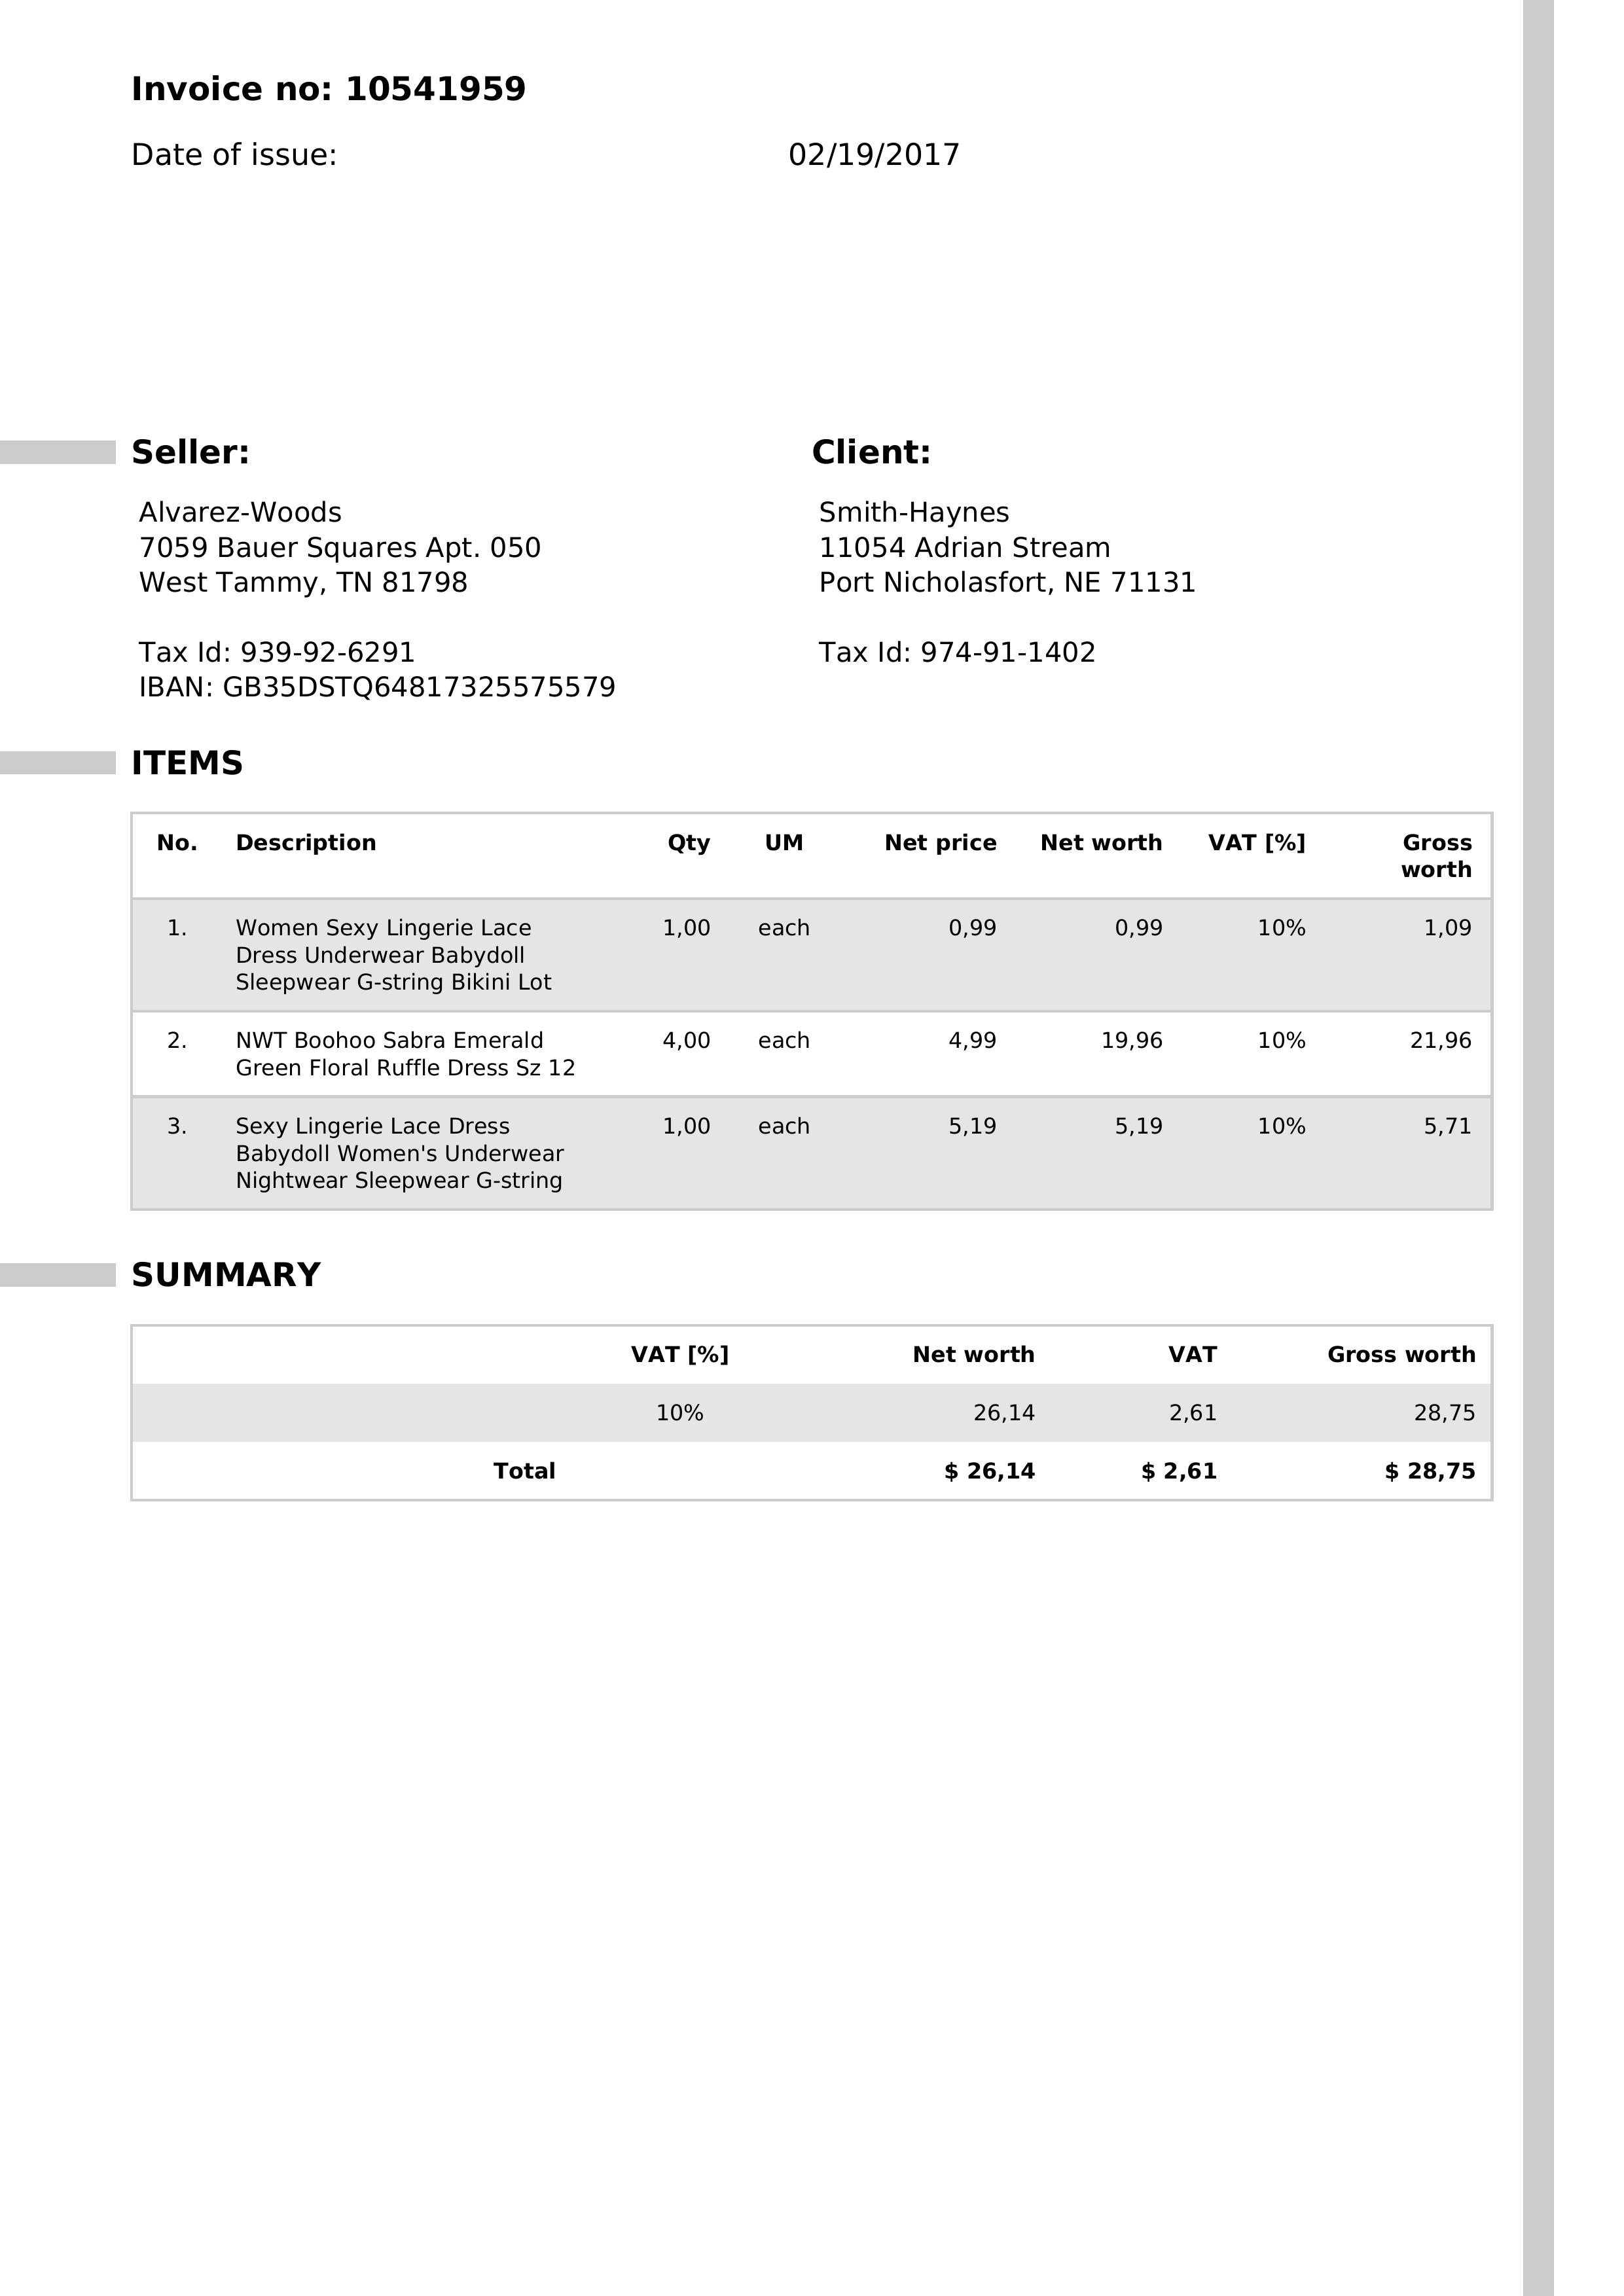 Invoice no: 10541959
Date of issue: 02/19/2017
Seller:
Alvarez-Woods
7059 Bauer Squares Apt. 050
West Tammy, TN 81798
Tax Id: 939-92-6291
IBAN: GB35DSTQ64817325575579
Client:
Smith-Haynes
11054 Adrian Stream
Port Nicholasfort, NE 71131
Tax Id: 974-91-1402
ITEMS
No. Description Qty UM Net price Net worth VAT [%] Gross
worth
1. Women Sexy Lingerie Lace 1,00 each 0,99 0,99 10% 1,09
Dress Underwear Babydoll
Sleepwear G-string Bikini Lot
2. NWT Boohoo Sabra Emerald 4,00 each 4,99 19,96 10% 21,96
Green Floral Ruffle Dress Sz 12
3. Sexy Lingerie Lace Dress 1,00 each 5,19 5,19 10% 5,71
Babydoll Women's Underwear
Nightwear Sleepwear G-string
SUMMARY
VAT [%] Net worth VAT Gross worth
10% 26,14 2,61 28,75
Total $ 26,14 $ 2,61 $ 28,75